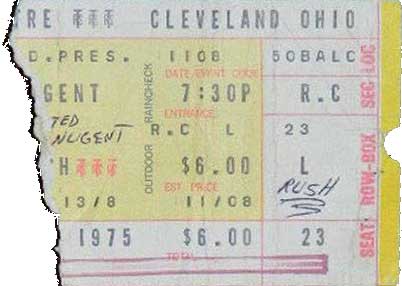 RE *** CLEVELAND OHIO
D. PRES. 1108 50BALC
DATE/EVENT CODE
GENT 7:30P R.C
ENTRANCE
TED R.C L 23
NUGENT
H *** $6.00 L
EST PRICE RUSH
13/8 11/08
1975 $6.00 23
TOTAL
OUTDOOR RAINCHECK
SEAT ROW-BOX SEC LOC